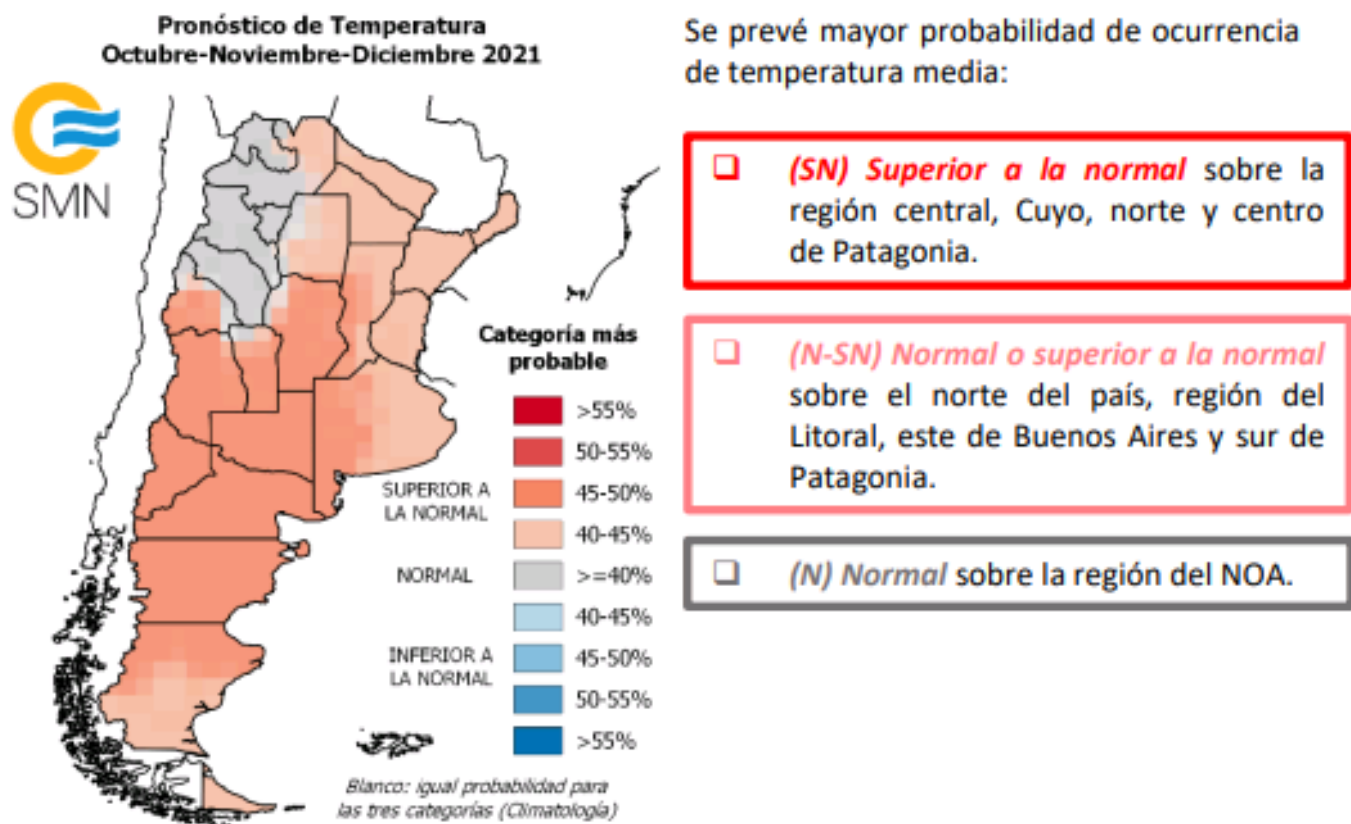 Pronóstico de Temperatura
Octubre-Noviembre-Diciembre 2021
SMN
Categoría más
probable
>55%
50-55%
SUPERIOR A
LA NORMAL
45-50%
40-45%
NORMAL
>=40%
40-45%
INFERIOR A
LA NORMAL
45-50%
50-55%
>55%
Blanco: igual probabilidad para
las tres categorías (Climatología)
Se prevé mayor probabilidad de ocurrencia
de temperatura media:
(SN) Superior a la normal sobre la
región central, Cuyo, norte y centro
de Patagonia.
(N-SN) Normal o superior a la normal
sobre el norte del país, región del
Litoral, este de Buenos Aires y sur de
Patagonia.
(N) Normal sobre la región del NOA.